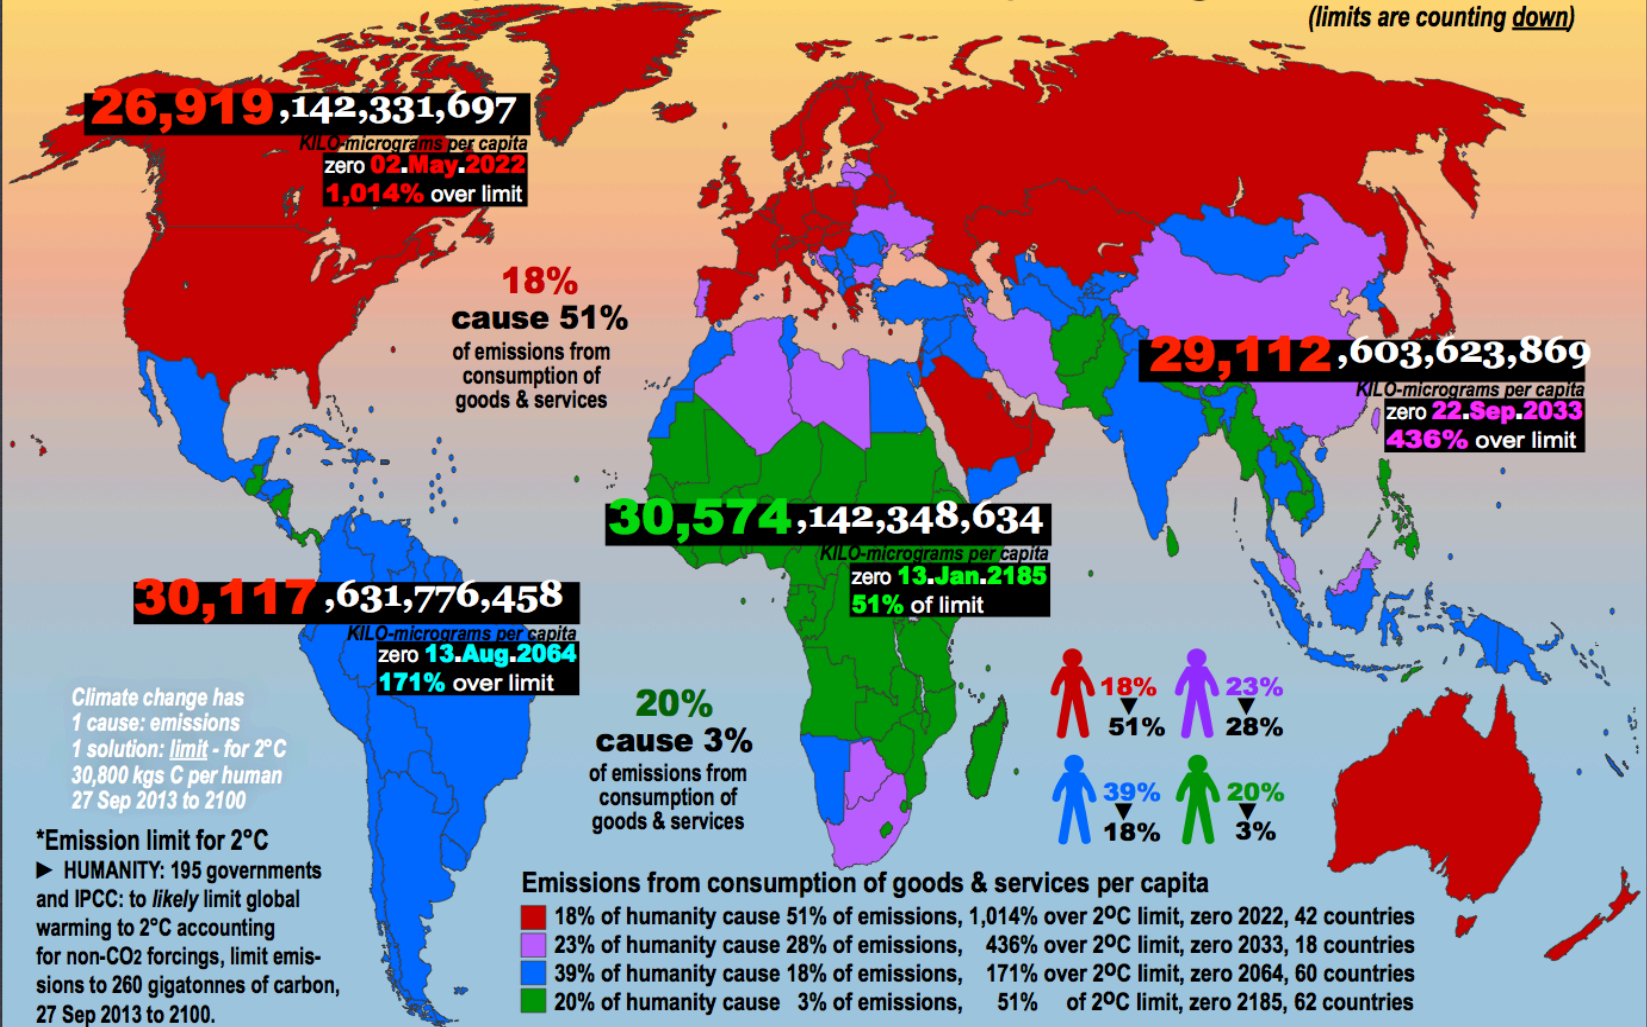 (limits are counting down)
26,919,142,331,697
KILO-micrograms per capita
zero 02.May.2022
1,014% over limit
18%
cause 51%
of emissions from
consumption of
goods & services
29,112,603,623,869
KILO-micrograms per capita
zero 22.Sep.2033
436% over limit
30,574,142,348,634
KILO-micrograms per capita
zero 13.Jan.2185
51% of limit
30,117,631,776,458
KILO-micrograms per capita
zero 13.Aug.2064
171% over limit
Climate change has
1 cause: emissions
1 solution: limit - for 2°C
30,800 kgs C per human
27 Sep 2013 to 2100
20%
cause 3%
of emissions from
consumption of
goods & services
18% 23%
▼ ▼
51% 28%
39% 20%
▼ ▼
18% 3%
*Emission limit for 2°C
► HUMANITY: 195 governments
and IPCC: to likely limit global
warming to 2°C accounting
for non-CO2 forcings, limit emis-
sions to 260 gigatonnes of carbon,
27 Sep 2013 to 2100.
Emissions from consumption of goods & services per capita
18% of humanity cause 51% of emissions, 1,014% over 2ºC limit, zero 2022, 42 countries
23% of humanity cause 28% of emissions, 436% over 2ºC limit, zero 2033, 18 countries
39% of humanity cause 18% of emissions, 171% over 2ºC limit, zero 2064, 60 countries
20% of humanity cause 3% of emissions, 51% of 2ºC limit, zero 2185, 62 countries